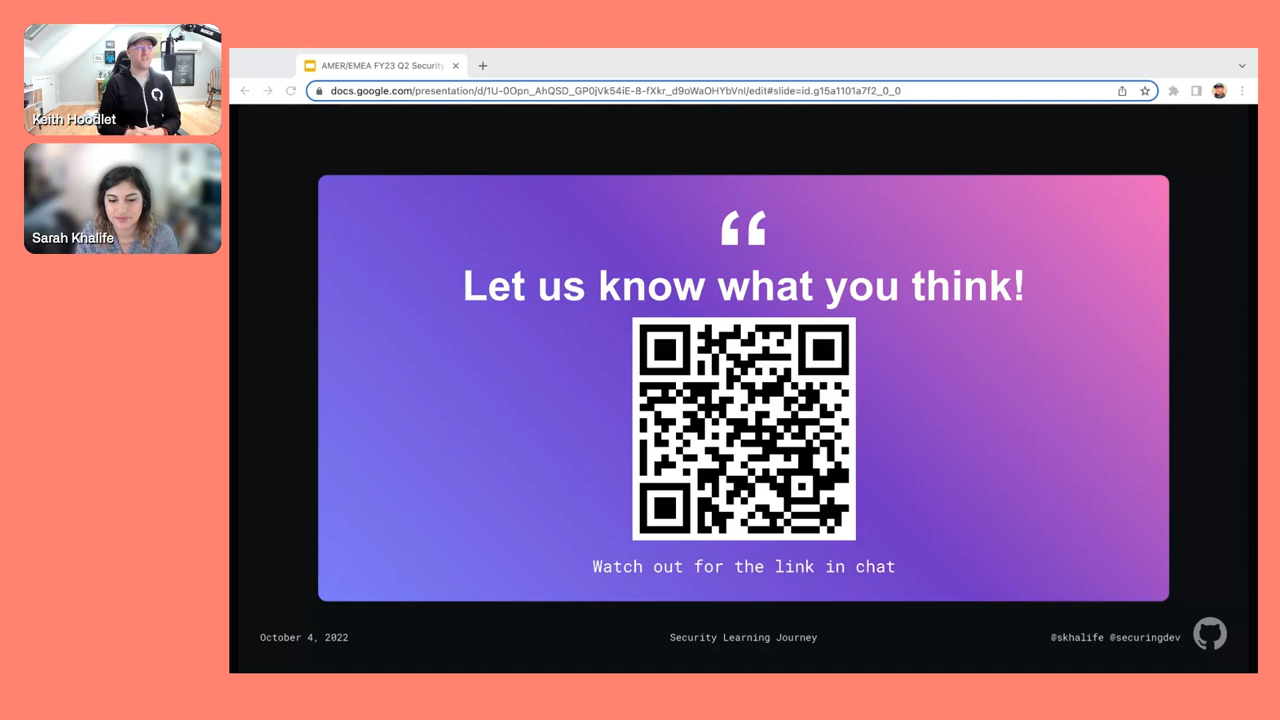 Keith Hoodlet
Sarah Khalife
AMER/EMEA FY23 Q2 Security
docs.google.com/presentation/d/1U-0Opn_AhQSD_GP0jVk54iE-8-fXkr_d9oWaOHYbVnI/edit#slide=id.g15a1101a7f2_0_0
“
Let us know what you think!
Watch out for the link in chat
October 4, 2022
Security Learning Journey
@skhalife @securingdev